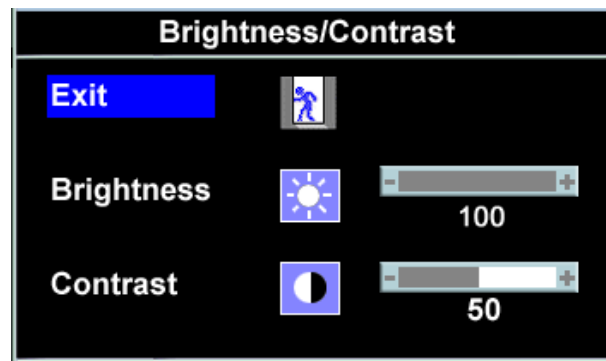 Brightness/Contrast
Exit
Brightness
- +
100
Contrast
- +
50